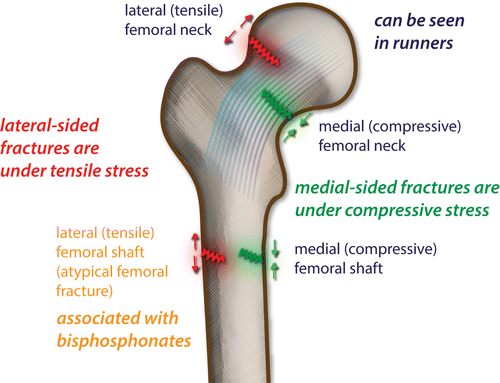 lateral (tensile)
femoral neck
can be seen
in runners
lateral-sided
fractures are
under tensile stress
medial (compressive)
femoral neck
medial-sided fractures are
under compressive stress
lateral (tensile)
femoral shaft
(atypical femoral
fracture)
medial (compressive)
femoral shaft
associated with
bisphosphonates